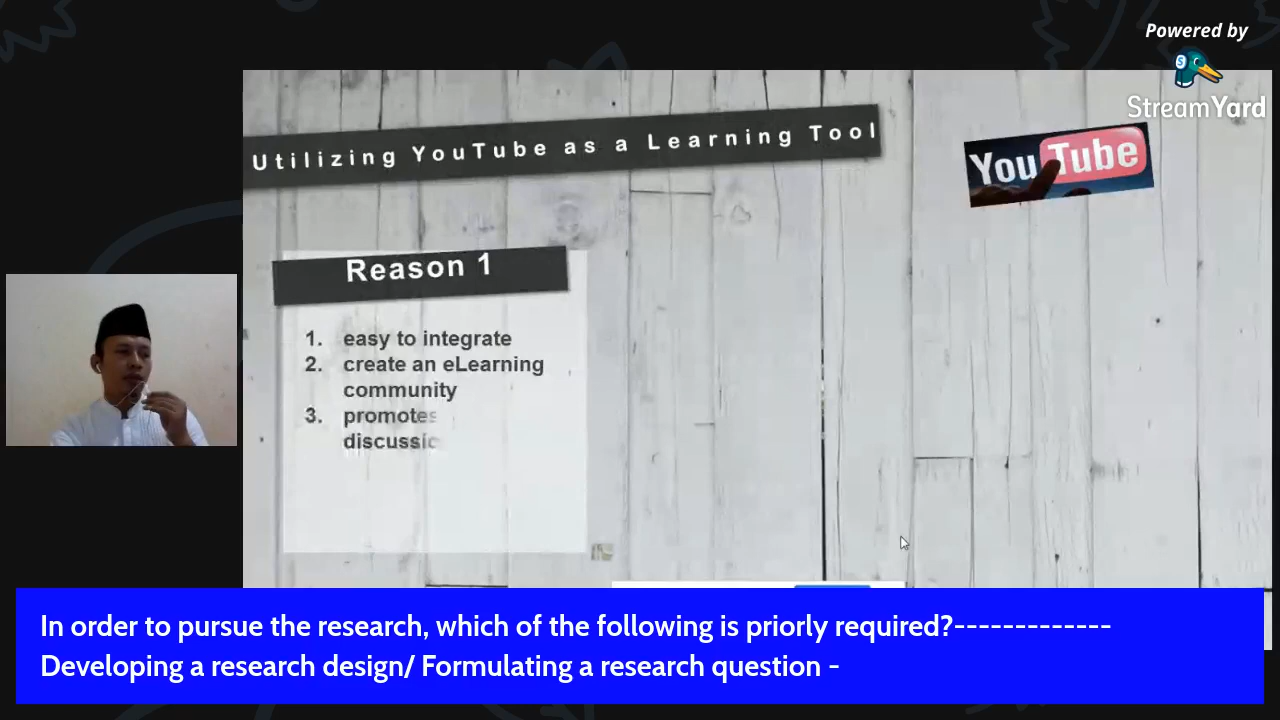 Powered by
StreamYard
Utilizing YouTube as a Learning Tool
YouTube
Reason 1
1. easy to integrate
2. create an eLearning
community
3. promotes
In order to pursue the research, which of the following is priorly required?-------------
Developing a research design/ Formulating a research question -